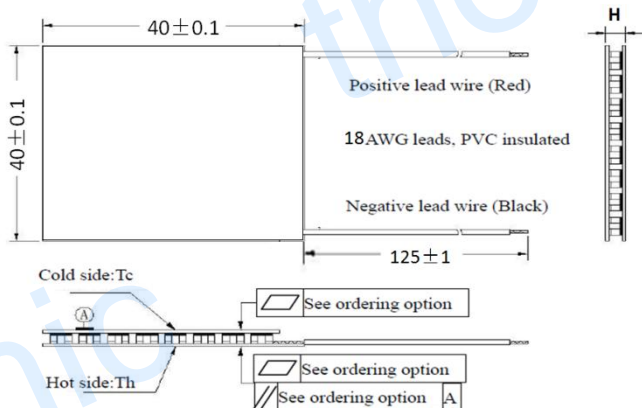 40±0.1
H
40±0.1
Positive lead wire (Red)
18AWG leads, PVC insulated
Negative lead wire (Black)
125±1
Cold side:Tc
See ordering option
A
Hot side:Th
See ordering option
See ordering option A